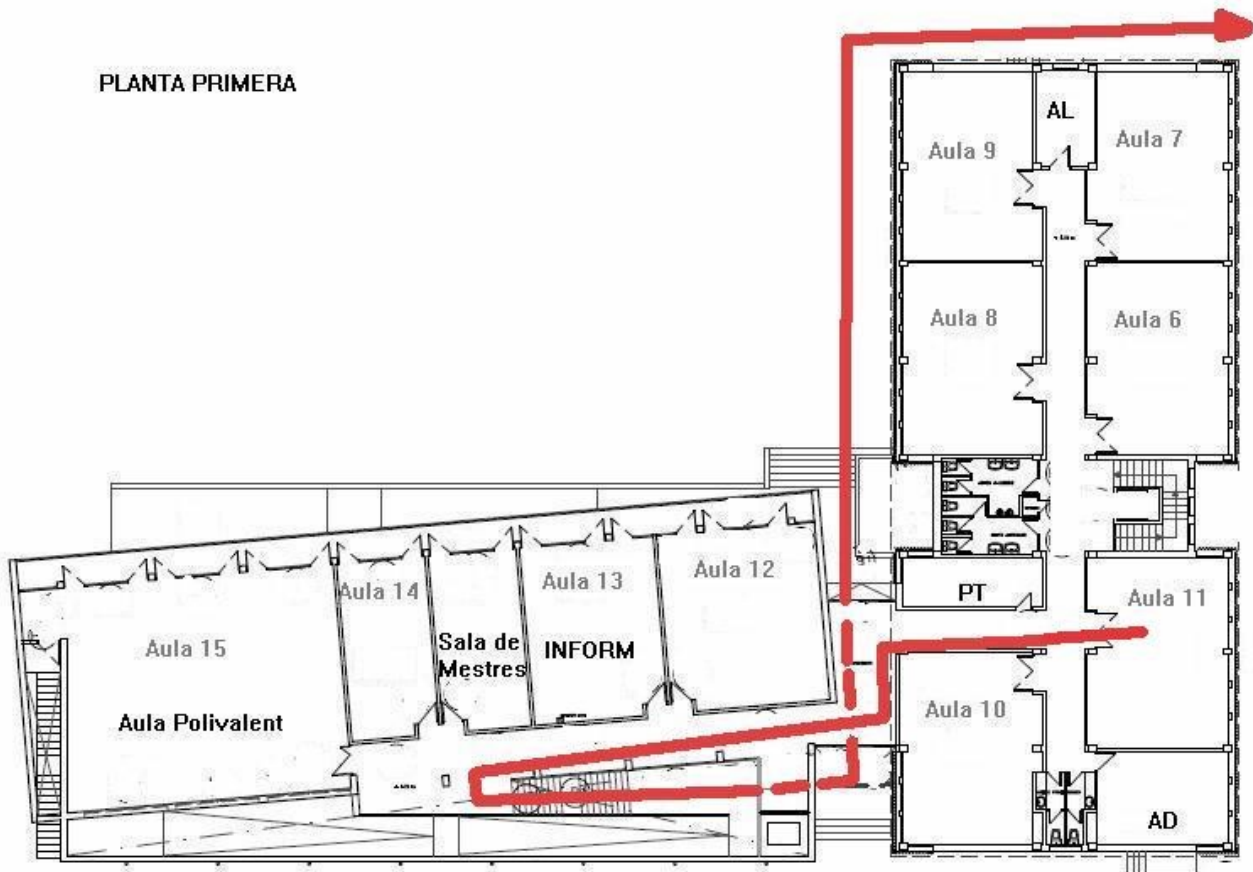 PLANTA PRIMERA
AL
Aula 9
Aula 7
Aula 8
Aula 6
PT
Aula 11
Aula 10
AD
Aula 12
Aula 13
INFORM
Aula 14
Sala de
Mestres
Aula 15
Aula Polivalent